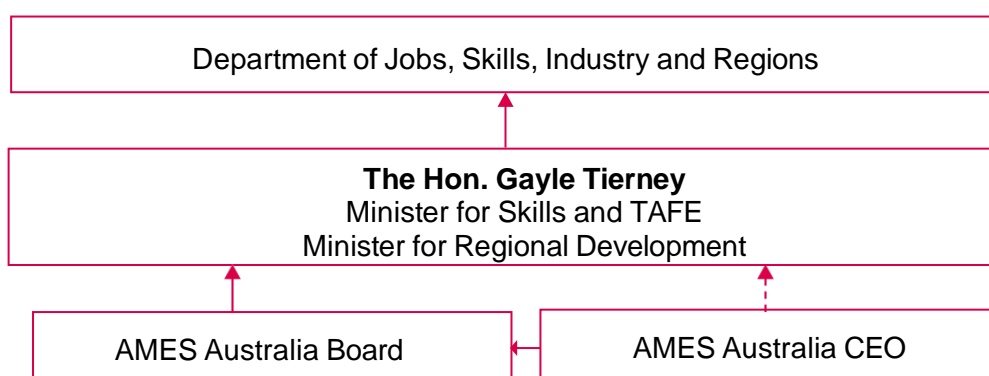 Department of Jobs, Skills, Industry and Regions
The Hon. Gayle Tierney
Minister for Skills and TAFE
Minister for Regional Development
AMES Australia Board
AMES Australia CEO